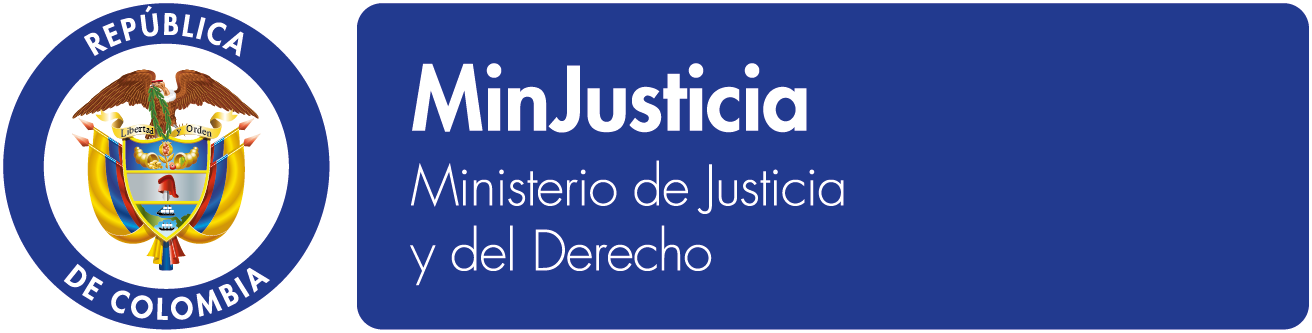 REPÚBLICA
Libertad y Orden
DE COLOMBIA
MinJusticia
Ministerio de Justicia
y del Derecho